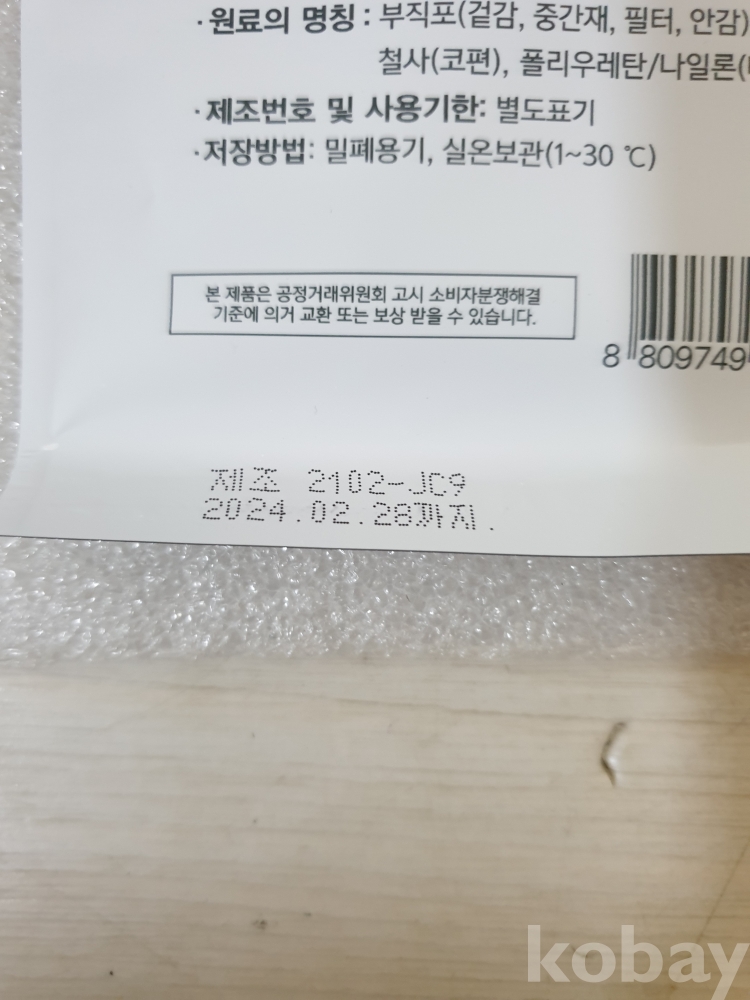 ·원료의 명칭 : 부직포(겉감, 중간재, 필터, 안감)
철사(코편), 폴리우레탄/나일론(
·제조번호 및 사용기한: 별도표기
·저장방법: 밀폐용기, 실온보관(1~30 ℃)
본 제품은 공정거래위원회 고시 소비자분쟁해결
기준에 의거 교환 또는 보상 받을 수 있습니다.
8 809749
제조 2102-JC9
2024.02.28까지.
kobay